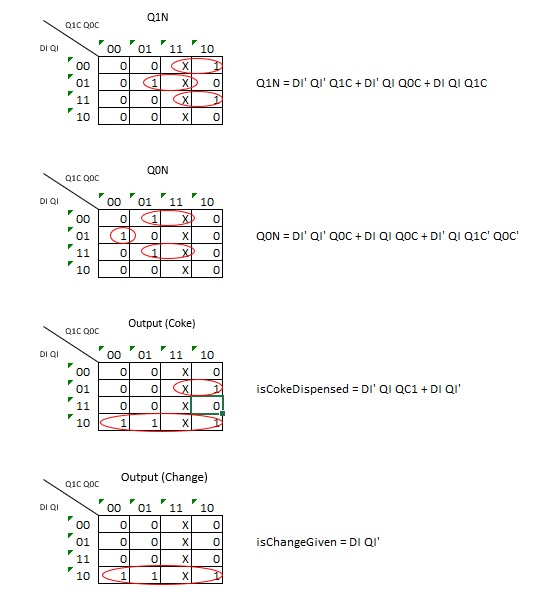 Q1N
Q1C Q0C
DI QI
00 01 11 10
00 0 0 X 1
01 0 1 X 0
11 0 0 X 1
10 0 0 X 0
Q1N = DI' QI' Q1C + DI' QI Q0C + DI QI Q1C
Q0N
Q1C Q0C
DI QI
00 01 11 10
00 0 1 X 0
01 1 0 X 0
11 0 1 X 0
10 0 0 X 0
Q0N = DI' QI' Q0C + DI QI Q0C + DI' QI Q1C' Q0C'
Output (Coke)
Q1C Q0C
DI QI
00 01 11 10
00 0 0 X 0
01 0 0 X 1
11 0 0 X 0
10 1 1 X 1
isCokeDispensed = DI' QI QC1 + DI QI'
Output (Change)
Q1C Q0C
DI QI
00 01 11 10
00 0 0 X 0
01 0 0 X 0
11 0 0 X 0
10 1 1 X 1
isChangeGiven = DI QI'